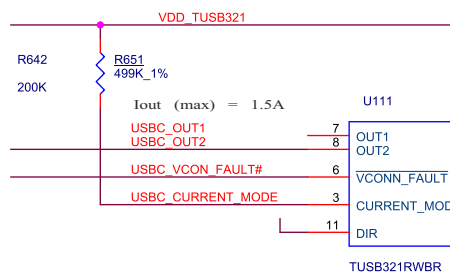 VDD_TUSB321
R642
R651
499K_1%
200K
Iout (max) = 1.5A
U111
USBC_OUT1
7
OUT1
USBC_OUT2
8
OUT2
USBC_VCON_FAULT#
6
VCONN_FAULT
USBC_CURRENT_MODE
3
CURRENT_MOD
11
DIR
TUSB321RWBR